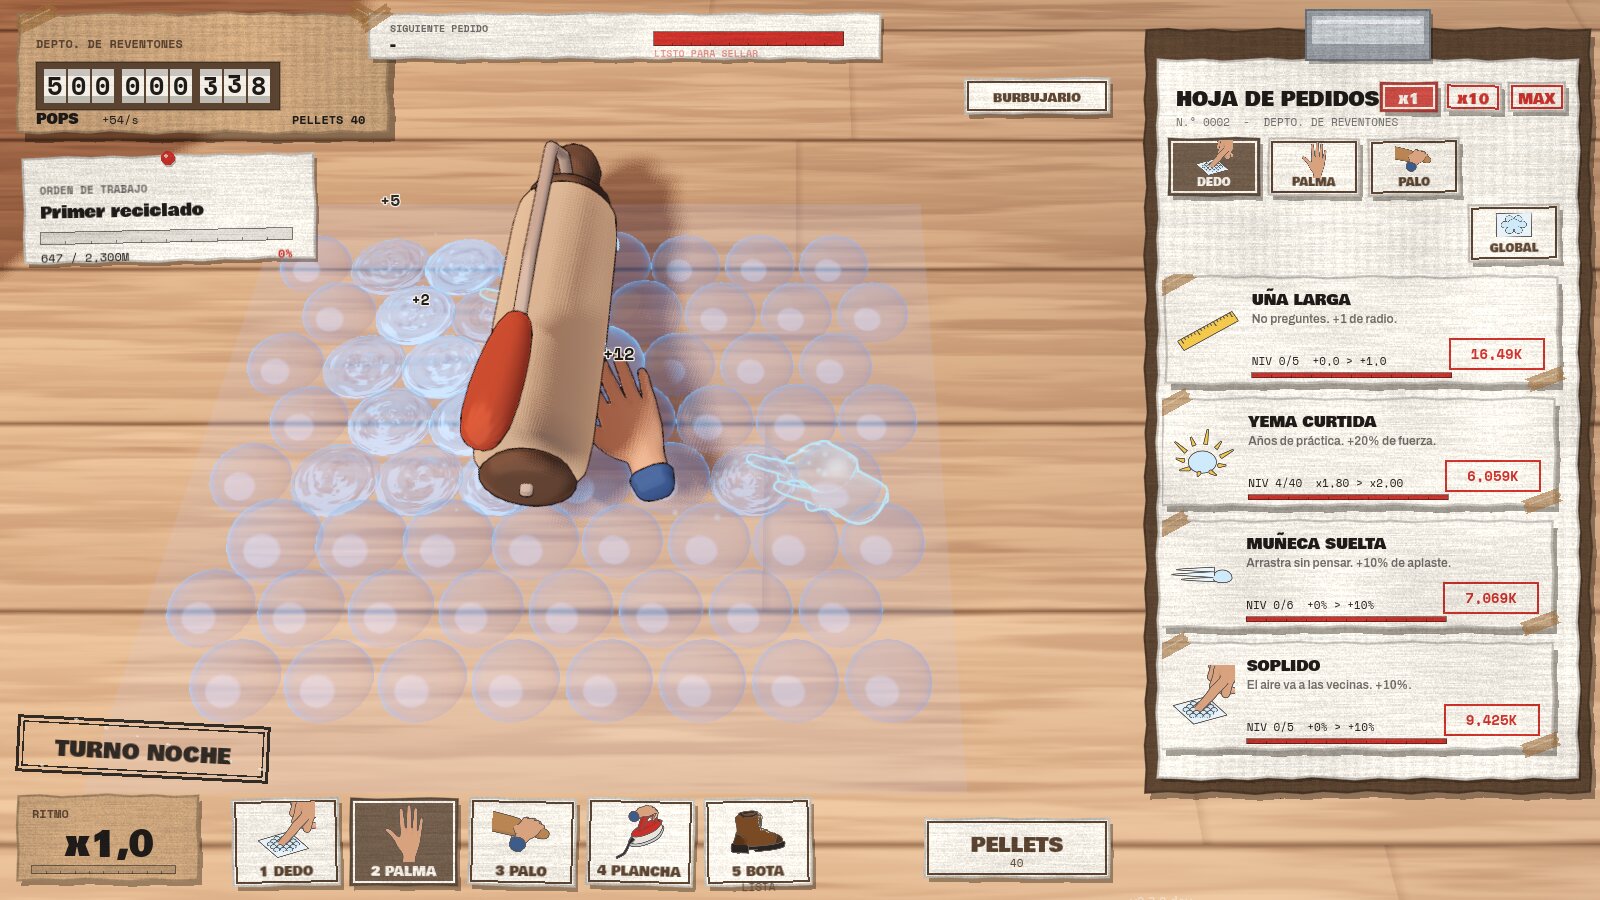 DEPTO. DE REVENTONES
500 000 338
POPS +54/s PELLETS 40
SIGUIENTE PEDIDO
-
LISTO PARA SELLAR
BURBUJARIO
ORDEN DE TRABAJO
Primer reciclado
647 / 2,300M 0%
+5
+2
+12
HOJA DE PEDIDOS x1 x10 MAX
N.° 0002 - DEPTO. DE REVENTONES
DEDO PALMA PALO
GLOBAL
UÑA LARGA
No preguntes. +1 de radio.
NIV 0/5 +0,0 > +1,0 16,49K
YEMA CURTIDA
Años de práctica. +20% de fuerza.
NIV 4/40 x1,80 > x2,00 6,059K
MUÑECA SUELTA
Arrastra sin pensar. +10% de aplaste.
NIV 0/6 +0% > +10% 7,069K
SOPLIDO
El aire va a las vecinas. +10%.
NIV 0/5 +0% > +10% 9,425K
TURNO NOCHE
RITMO
x1,0
1 DEDO 2 PALMA 3 PALO 4 PLANCHA 5 BOTA
LISTA
PELLETS
40